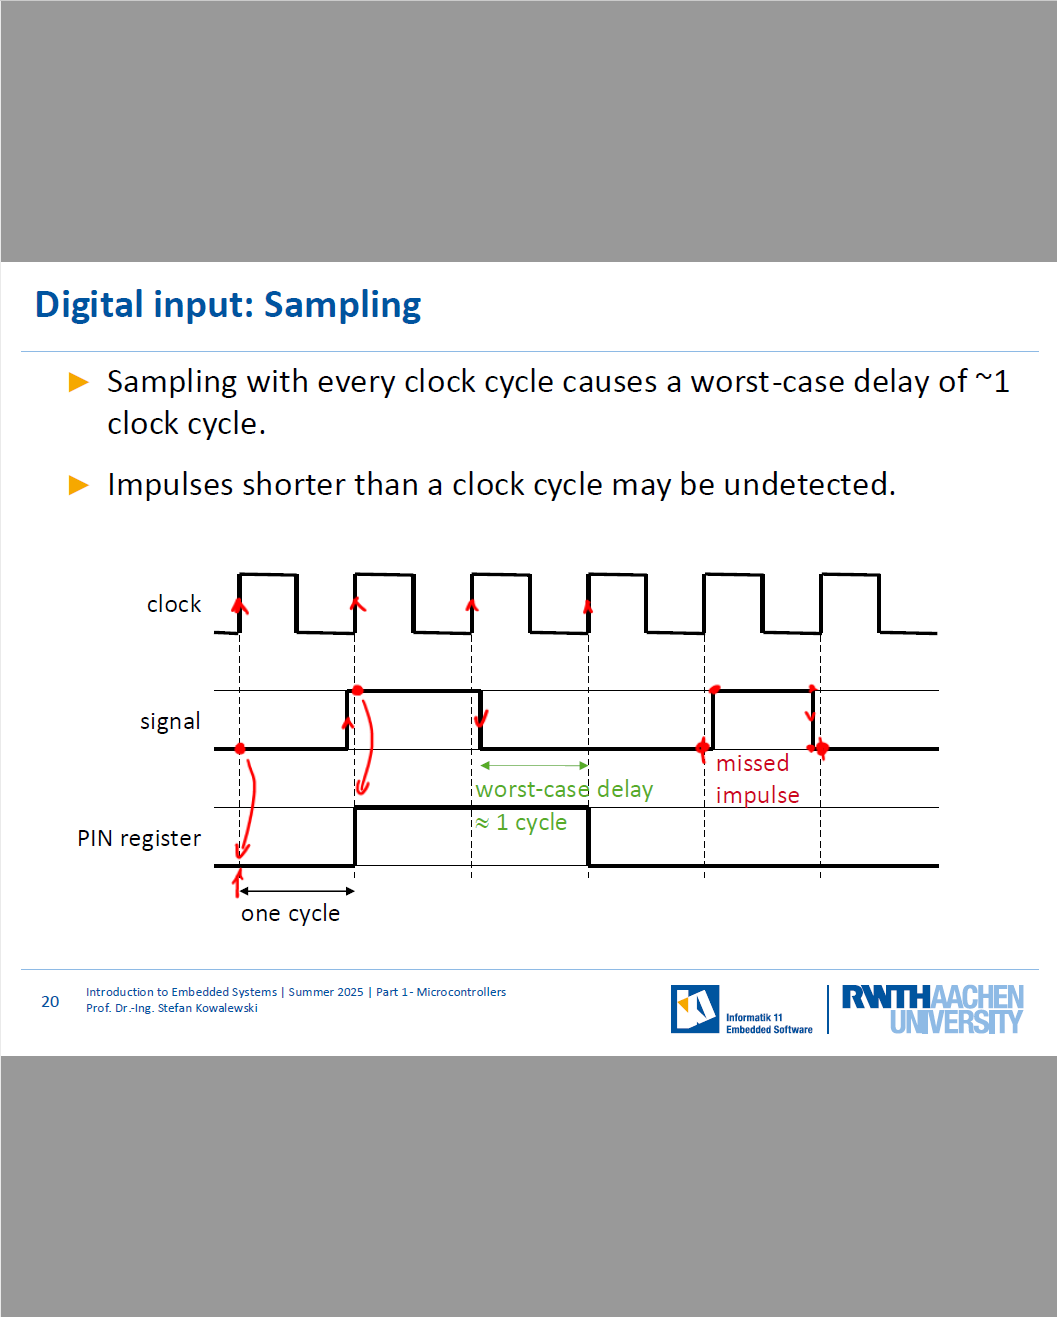 Digital input: Sampling
► Sampling with every clock cycle causes a worst-case delay of ~1
clock cycle.
► Impulses shorter than a clock cycle may be undetected.
clock
signal
missed
impulse
worst-case delay
≈ 1 cycle
PIN register
one cycle
20
Introduction to Embedded Systems | Summer 2025 | Part 1- Microcontrollers
Prof. Dr.-Ing. Stefan Kowalewski
Informatik 11
Embedded Software
RWTHAACHEN
UNIVERSITY